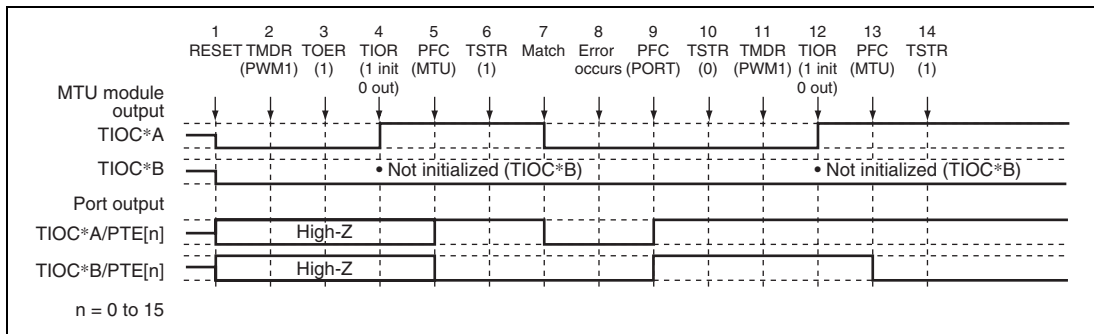 1 2 3 4 5 6 7 8 9 10 11 12 13 14
RESET TMDR TOER TIOR PFC TSTR Match Error PFC TSTR TMDR TIOR PFC TSTR
(PWM1) (1) (1 init (MTU) (1) occurs (PORT) (0) (PWM1) (1 init (MTU) (1)
0 out) 0 out)
MTU module
output
TIOC*A
TIOC*B
• Not initialized (TIOC*B)
• Not initialized (TIOC*B)
Port output
TIOC*A/PTE[n]
High-Z
TIOC*B/PTE[n]
High-Z
n = 0 to 15